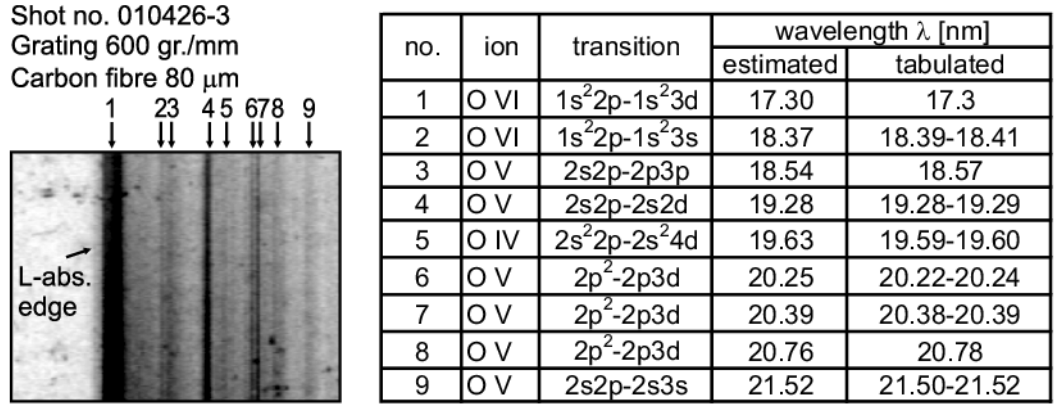 Shot no. 010426-3
Grating 600 gr./mm
Carbon fibre 80 μm
1 23 4 5 678 9
L-abs.
edge
no. ion transition wavelength λ [nm]
estimated tabulated
1 O VI 1s²2p-1s²3d 17.30 17.3
2 O VI 1s²2p-1s²3s 18.37 18.39-18.41
3 O V 2s2p-2p3p 18.54 18.57
4 O V 2s2p-2s2d 19.28 19.28-19.29
5 O IV 2s²2p-2s²4d 19.63 19.59-19.60
6 O V 2p²-2p3d 20.25 20.22-20.24
7 O V 2p²-2p3d 20.39 20.38-20.39
8 O V 2p²-2p3d 20.76 20.78
9 O V 2s2p-2s3s 21.52 21.50-21.52